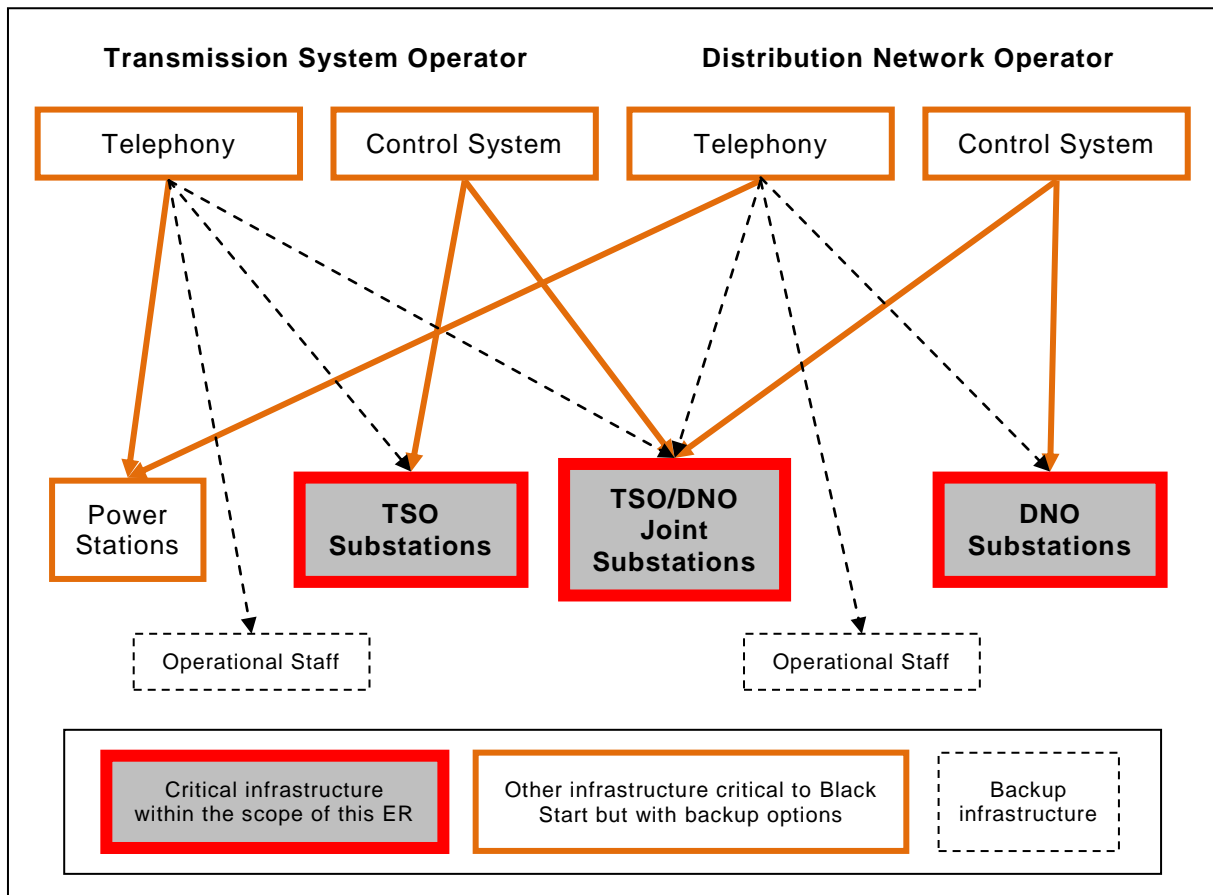 Transmission System Operator
Distribution Network Operator
Telephony
Control System
Telephony
Control System
Power
Stations
TSO
Substations
TSO/DNO
Joint
Substations
DNO
Substations
Operational Staff
Operational Staff
Critical infrastructure
within the scope of this ER
Other infrastructure critical to Black
Start but with backup options
Backup
infrastructure